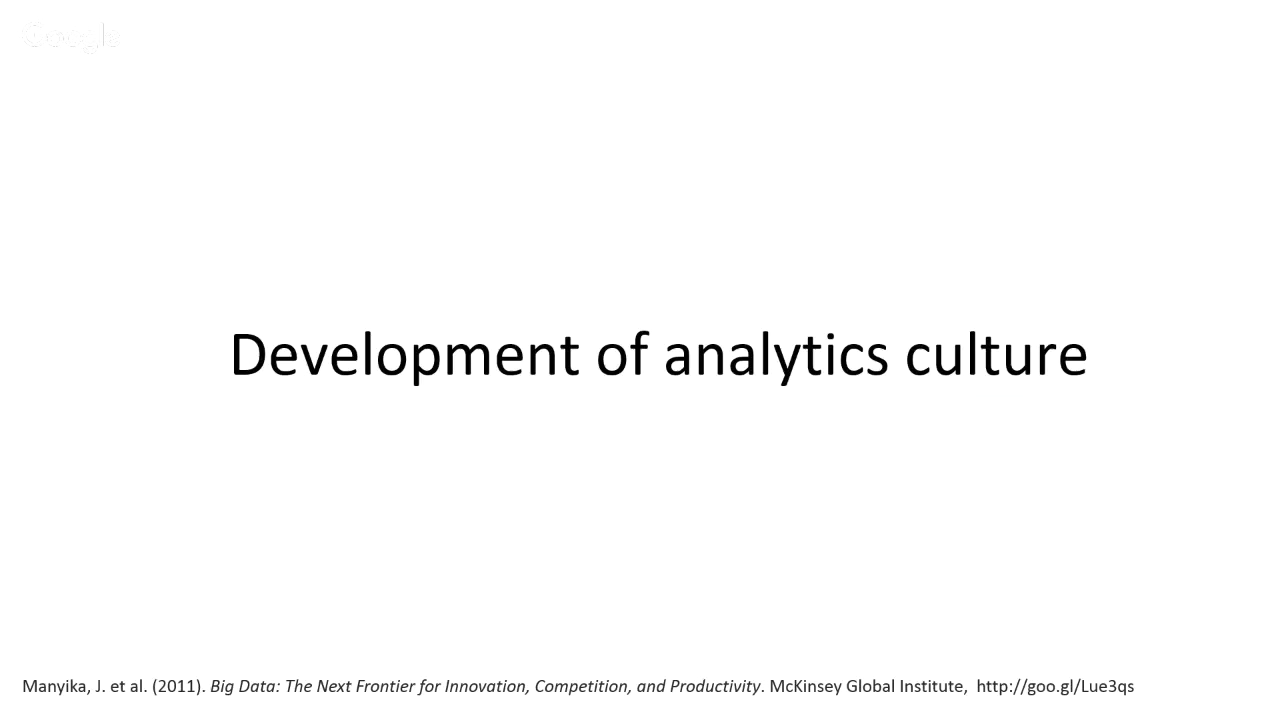 Google
Development of analytics culture
Manyika, J. et al. (2011). Big Data: The Next Frontier for Innovation, Competition, and Productivity. McKinsey Global Institute,  http://goo.gl/Lue3qs